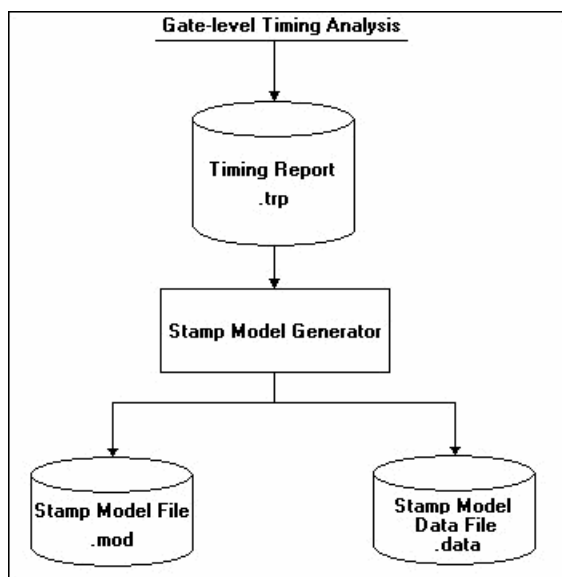 Gate-level Timing Analysis
Timing Report
.trp
Stamp Model Generator
Stamp Model File
.mod
Stamp Model
Data File
.data